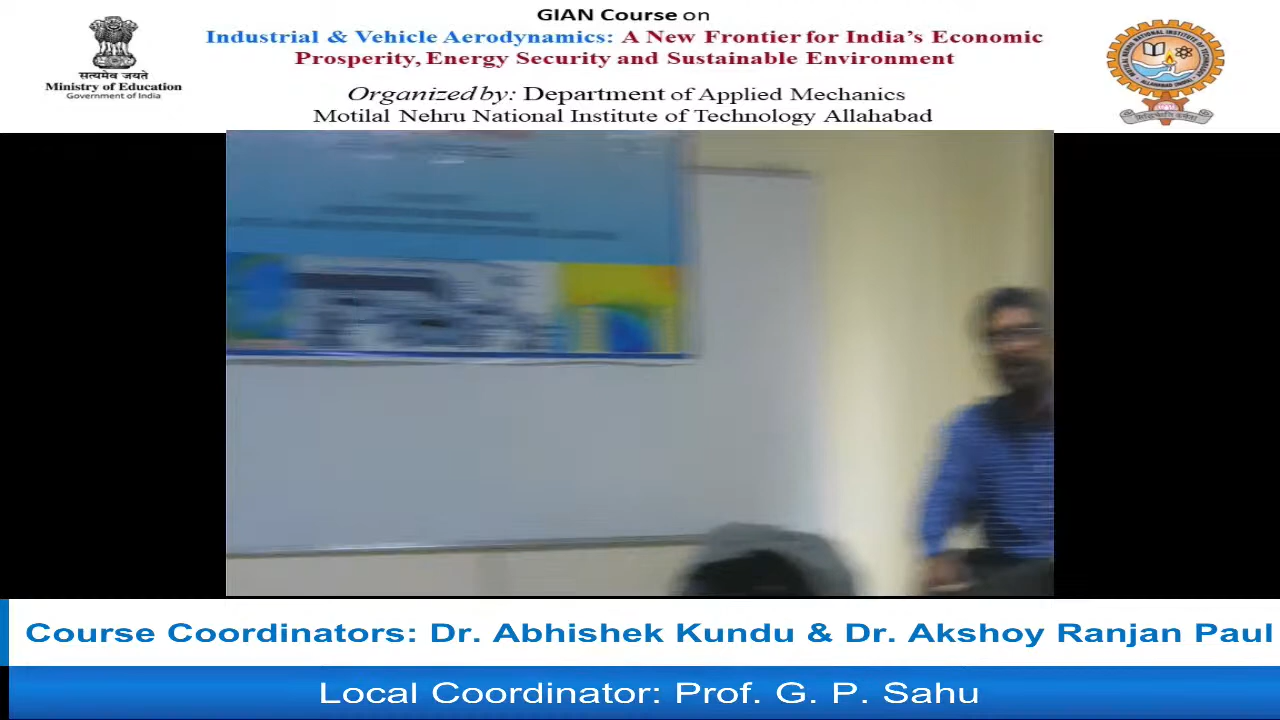 GIAN Course on
Industrial & Vehicle Aerodynamics: A New Frontier for India's Economic
Prosperity, Energy Security and Sustainable Environment
Organized by: Department of Applied Mechanics
Motilal Nehru National Institute of Technology Allahabad
सत्यमेव जयते
Ministry of Education
Government of India
Course Coordinators: Dr. Abhishek Kundu & Dr. Akshoy Ranjan Paul
Local Coordinator: Prof. G. P. Sahu